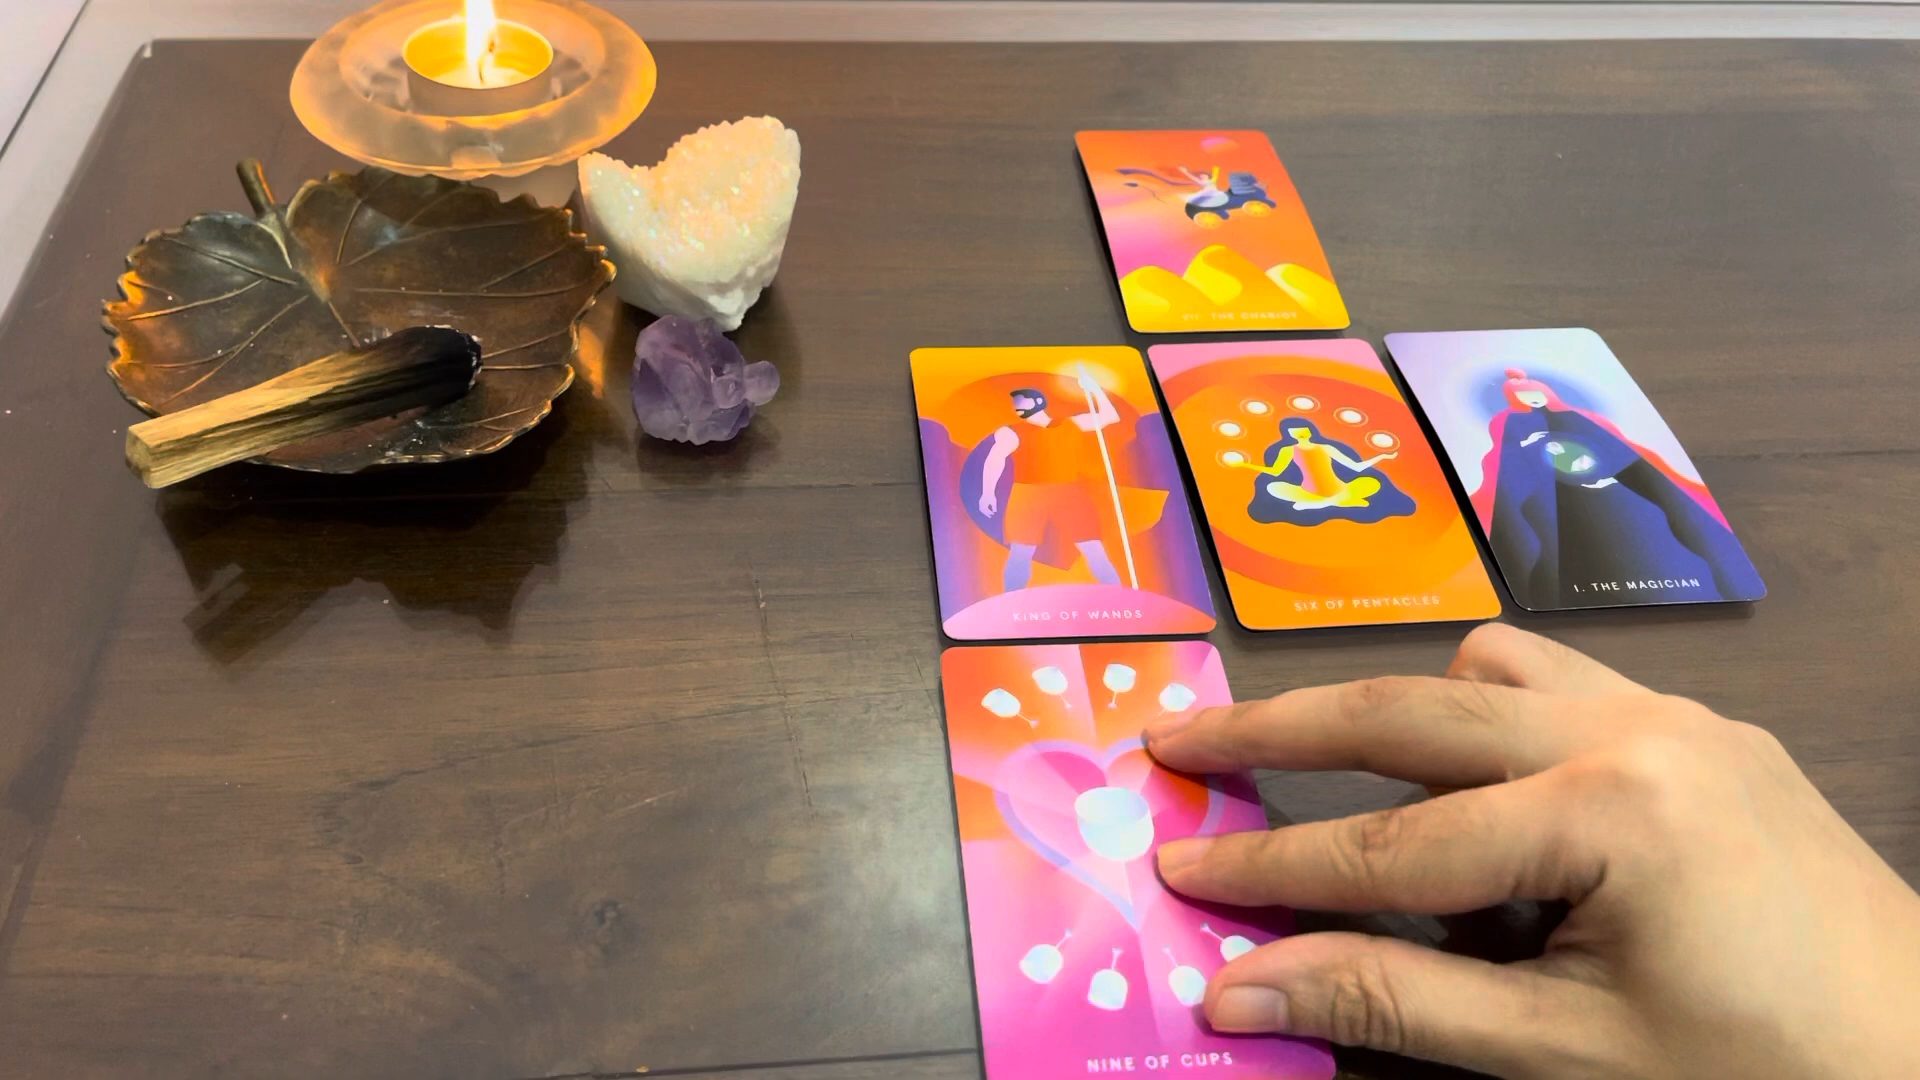 VII. THE CHARIOT
KING OF WANDS
SIX OF PENTACLES
I. THE MAGICIAN
NINE OF CUPS